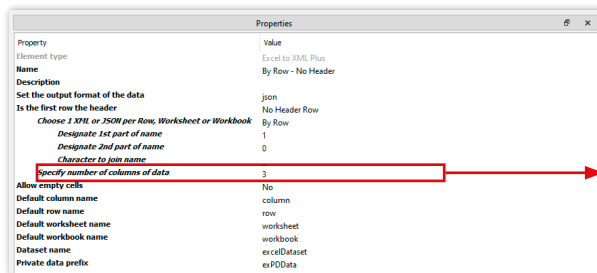 Properties
Property Value
Element type Excel to XML Plus
Name By Row - No Header
Description
Set the output format of the data json
Is the first row the header No Header Row
Choose 1 XML or JSON per Row, Worksheet or Workbook By Row
Designate 1st part of name 1
Designate 2nd part of name 0
Character to join name
Specify number of columns of data 3
Allow empty cells No
Default column name column
Default row name row
Default worksheet name worksheet
Default workbook name workbook
Dataset name excelDataset
Private data prefix exPDData